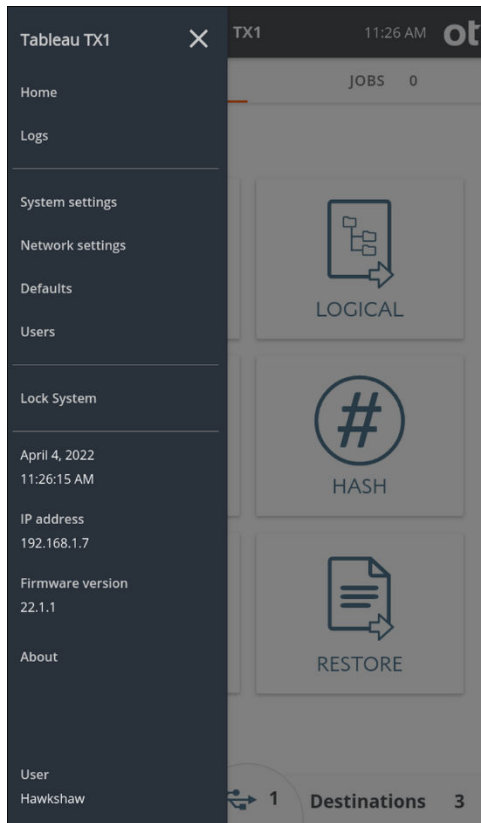 Tableau TX1
TX1
11:26 AM
ot
Home
JOBS 0
Logs
System settings
Network settings
Defaults
Users
Lock System
April 4, 2022
11:26:15 AM
IP address
192.168.1.7
Firmware version
22.1.1
About
User
Hawkshaw
LOGICAL
#
HASH
RESTORE
1
Destinations 3